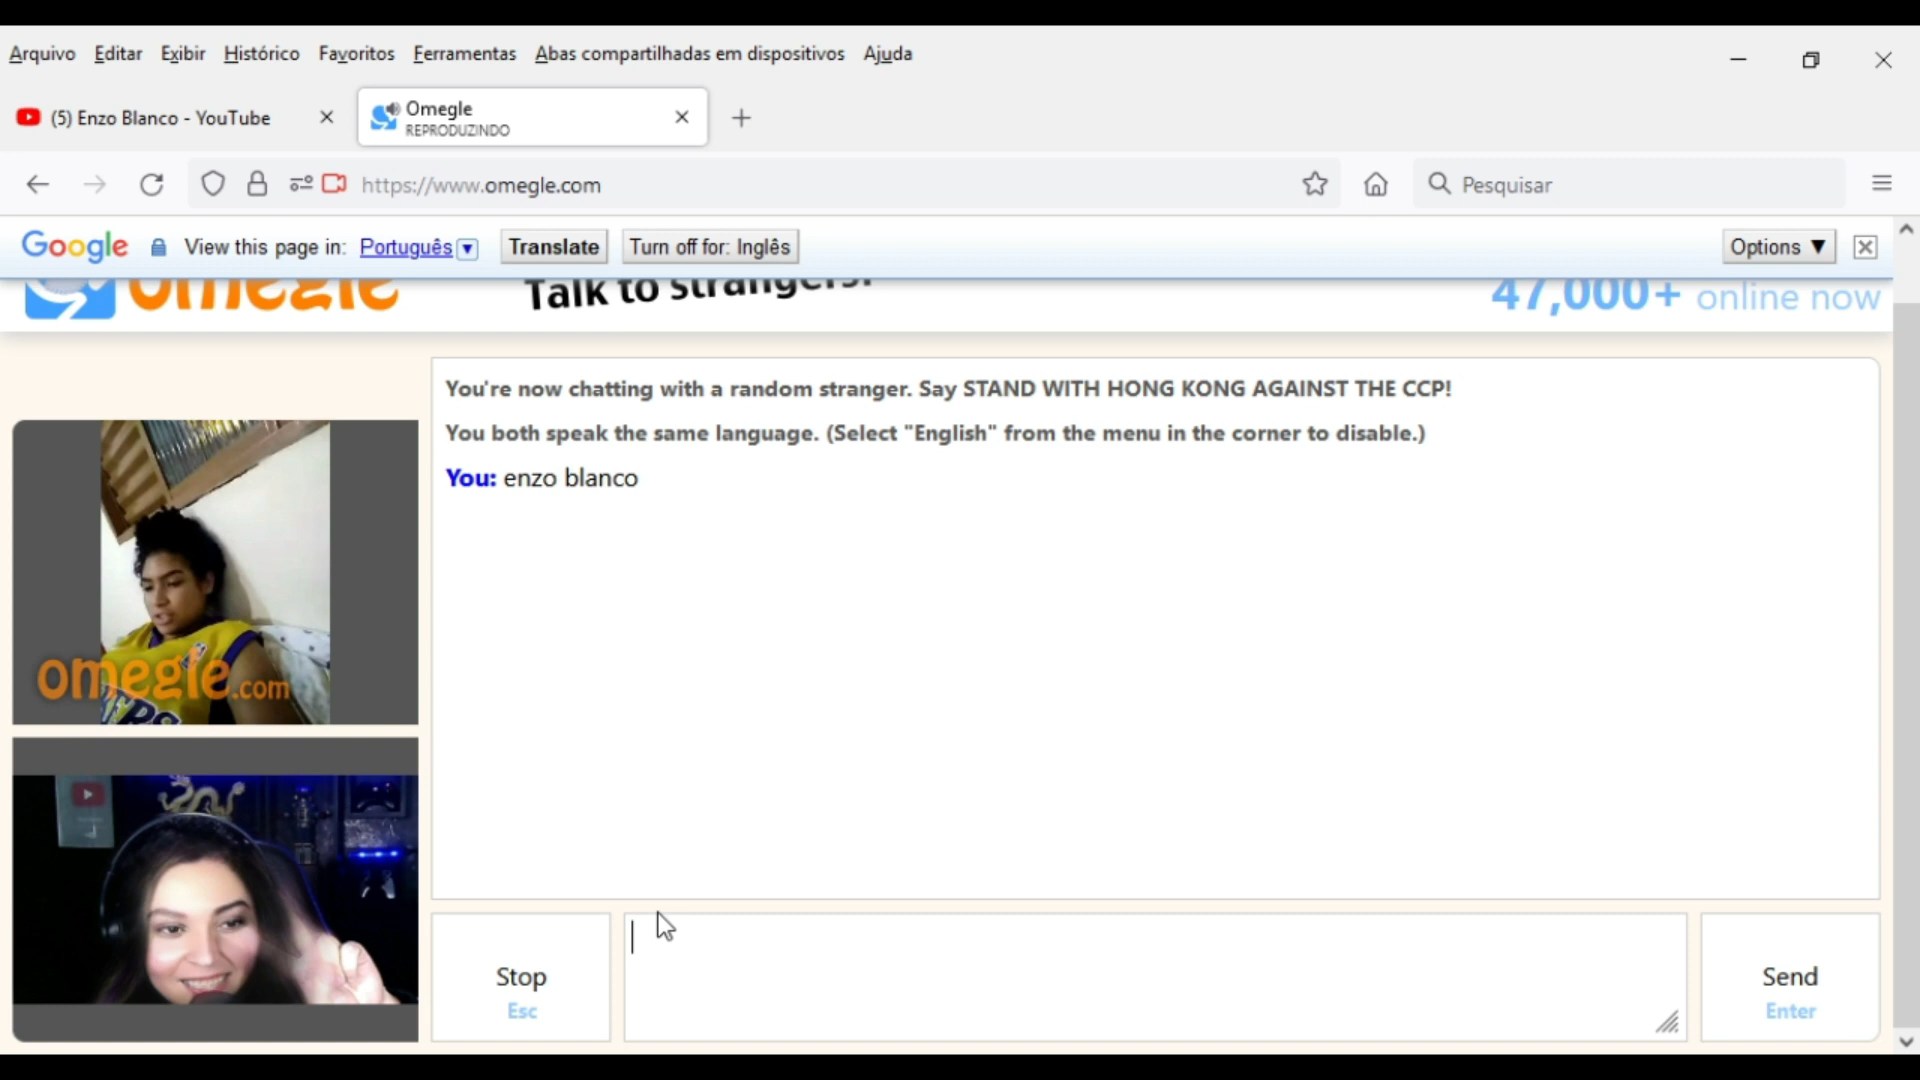 Arquivo Editar Exibir Histórico Favoritos Ferramentas Abas compartilhadas em dispositivos Ajuda
(5) Enzo Blanco - YouTube
Omegle
REPRODUZINDO
https://www.omegle.com
Pesquisar
Google View this page in: Português Translate Turn off for: Inglês Options ▼
omegle Talk to strangers! 47,000+ online now
You're now chatting with a random stranger. Say STAND WITH HONG KONG AGAINST THE CCP!
You both speak the same language. (Select "English" from the menu in the corner to disable.)
You: enzo blanco
omegle.com
Stop
Esc
Send
Enter